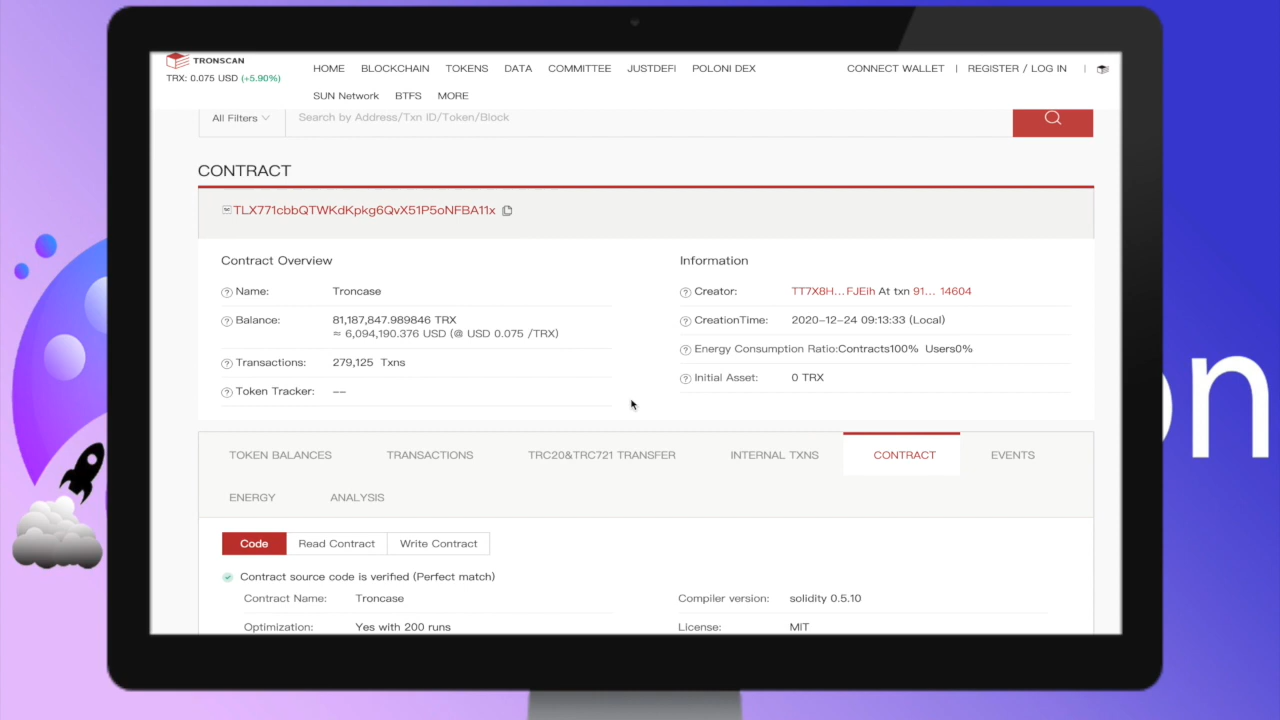 TRONSCAN
TRX: 0.075 USD (+5.90%)
HOME BLOCKCHAIN TOKENS DATA COMMITTEE JUSTDEFI POLONI DEX CONNECT WALLET | REGISTER / LOG IN |
SUN Network BTFS MORE
All Filters Search by Address/Txn ID/Token/Block
CONTRACT
TLX771cbbQTWKdKpkg6QvX51P5oNFBA11x
Contract Overview Information
Name: Troncase Creator: TT7X8H... FJEih At txn 91... 14604
Balance: 81,187,847.989846 TRX CreationTime: 2020-12-24 09:13:33 (Local)
≈ 6,094,190.376 USD (@ USD 0.075 /TRX)
Energy Consumption Ratio:Contracts100% Users0%
Transactions: 279,125 Txns
Initial Asset: 0 TRX
Token Tracker: --
TOKEN BALANCES TRANSACTIONS TRC20&TRC721 TRANSFER INTERNAL TXNS CONTRACT EVENTS
ENERGY ANALYSIS
Code Read Contract Write Contract
Contract source code is verified (Perfect match)
Contract Name: Troncase Compiler version: solidity 0.5.10
Optimization: Yes with 200 runs License: MIT
on